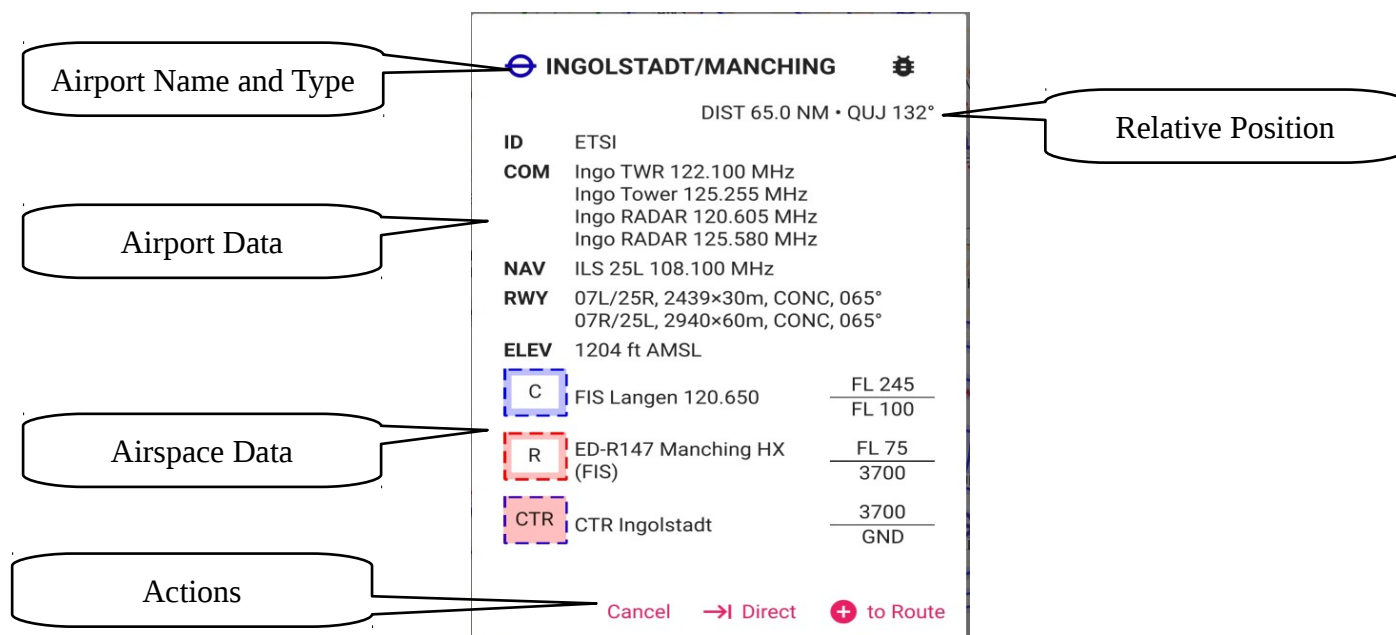 Airport Name and Type
INGOLSTADT/MANCHING
DIST 65.0 NM • QUJ 132°
Relative Position
ID ETSI
COM Ingo TWR 122.100 MHz
Ingo Tower 125.255 MHz
Ingo RADAR 120.605 MHz
Ingo RADAR 125.580 MHz
Airport Data
NAV ILS 25L 108.100 MHz
RWY 07L/25R, 2439×30m, CONC, 065°
07R/25L, 2940×60m, CONC, 065°
ELEV 1204 ft AMSL
C FIS Langen 120.650 FL 245
FL 100
Airspace Data
R ED-R147 Manching HX FL 75
(FIS) 3700
CTR CTR Ingolstadt 3700
GND
Actions
Cancel Direct to Route